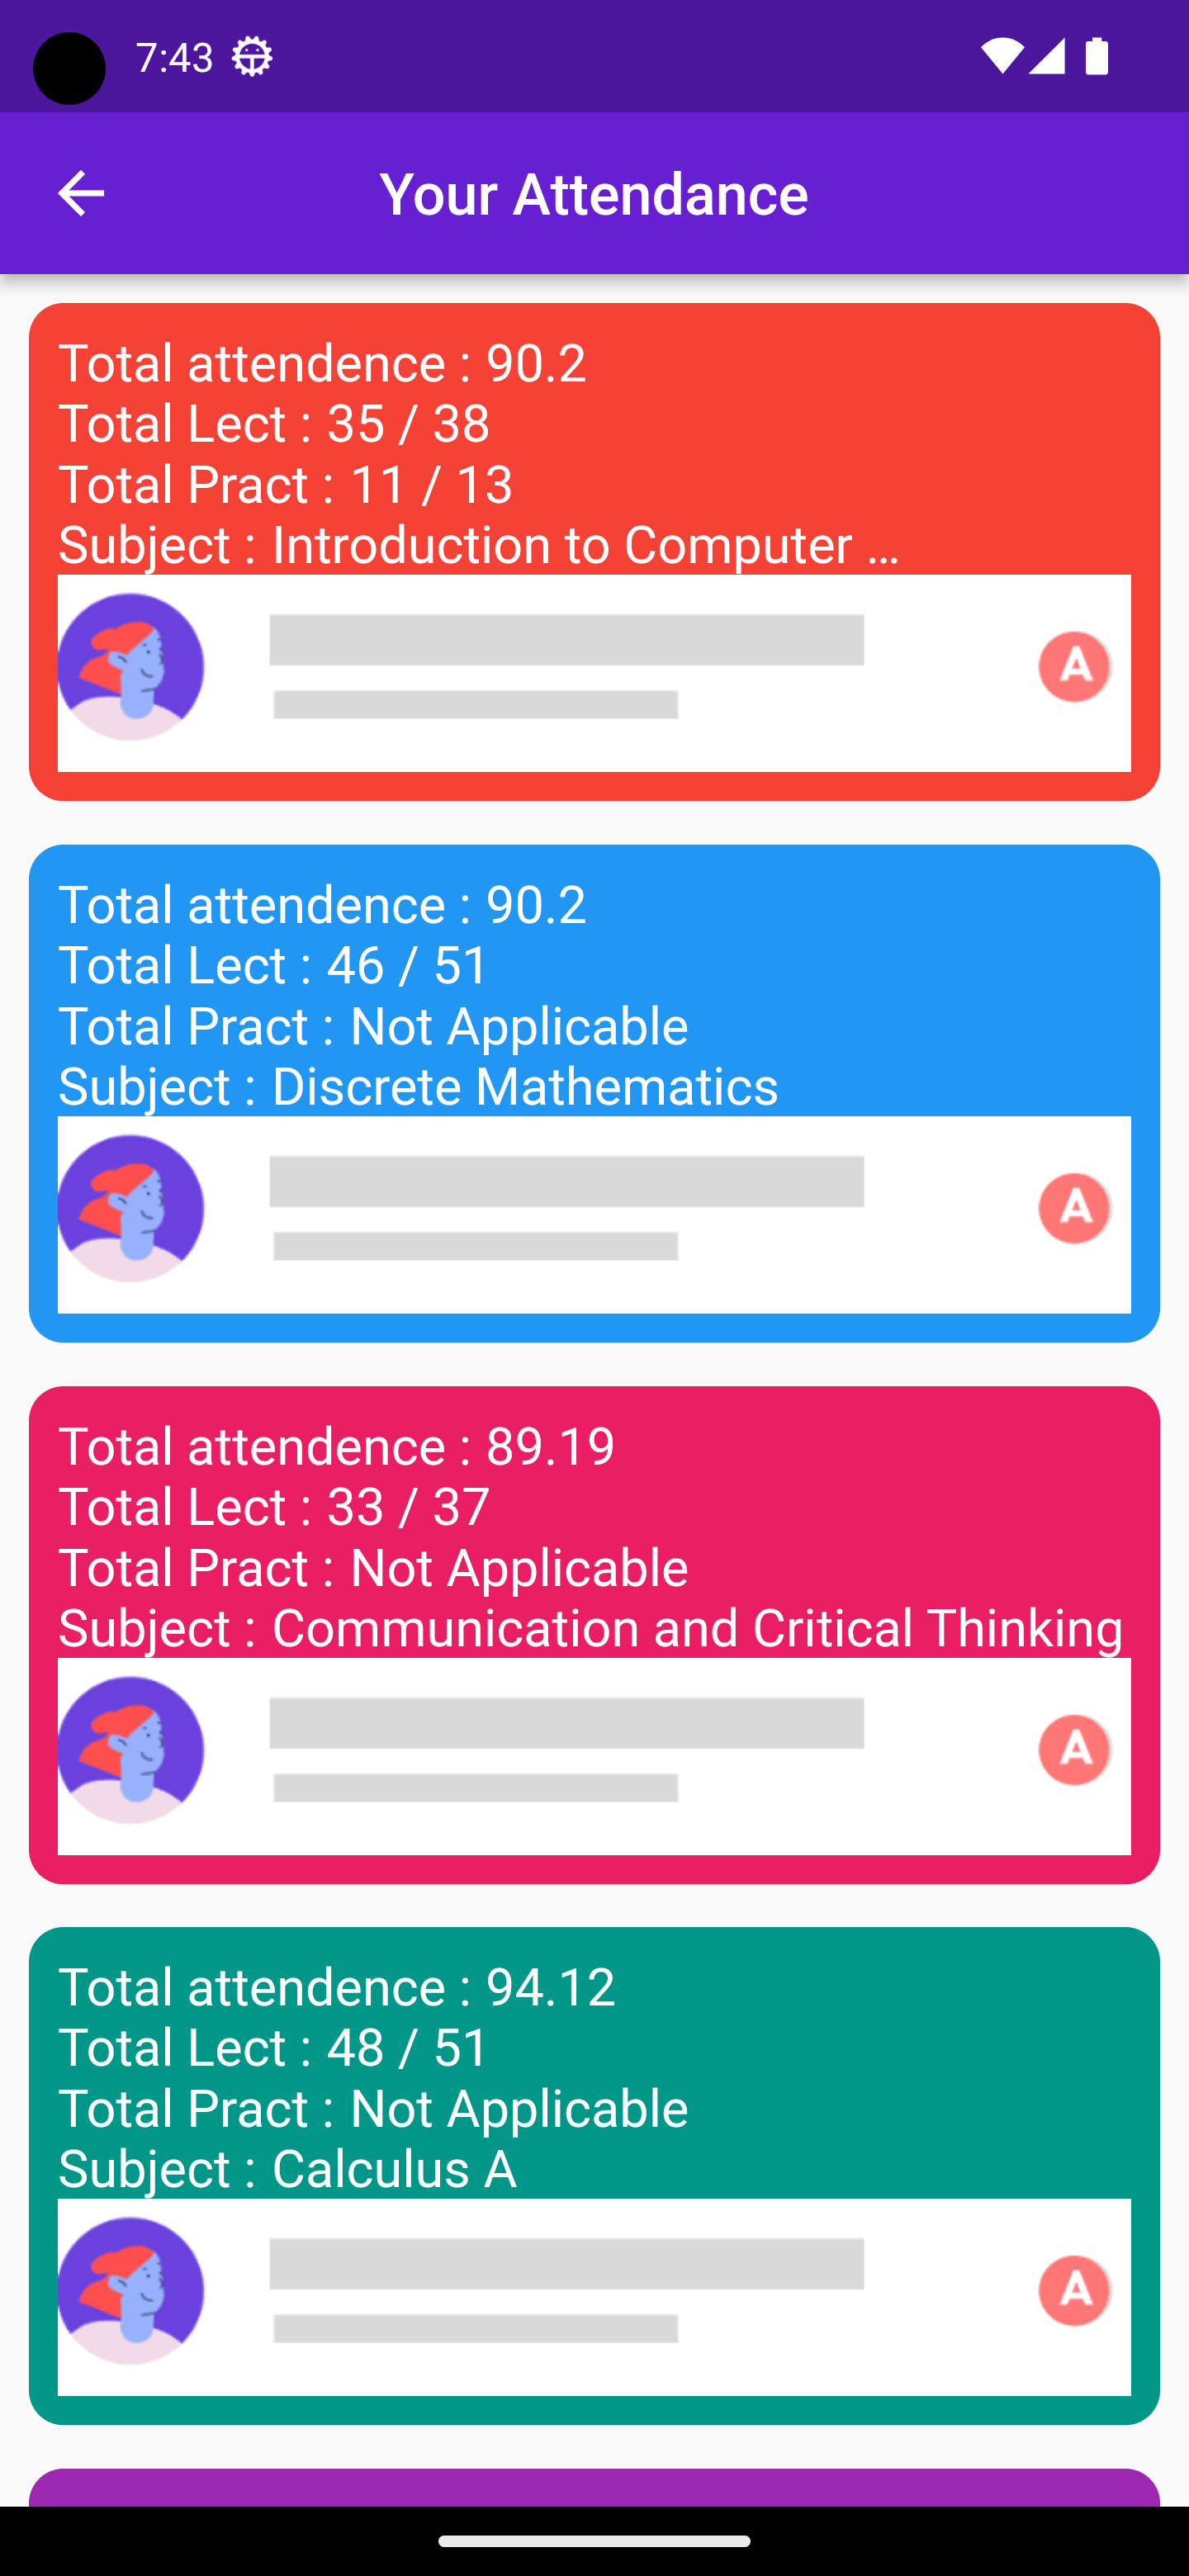 7:43
Your Attendance
Total attendence : 90.2
Total Lect : 35 / 38
Total Pract : 11 / 13
Subject : Introduction to Computer ...
A
Total attendence : 90.2
Total Lect : 46 / 51
Total Pract : Not Applicable
Subject : Discrete Mathematics
A
Total attendence : 89.19
Total Lect : 33 / 37
Total Pract : Not Applicable
Subject : Communication and Critical Thinking
A
Total attendence : 94.12
Total Lect : 48 / 51
Total Pract : Not Applicable
Subject : Calculus A
A